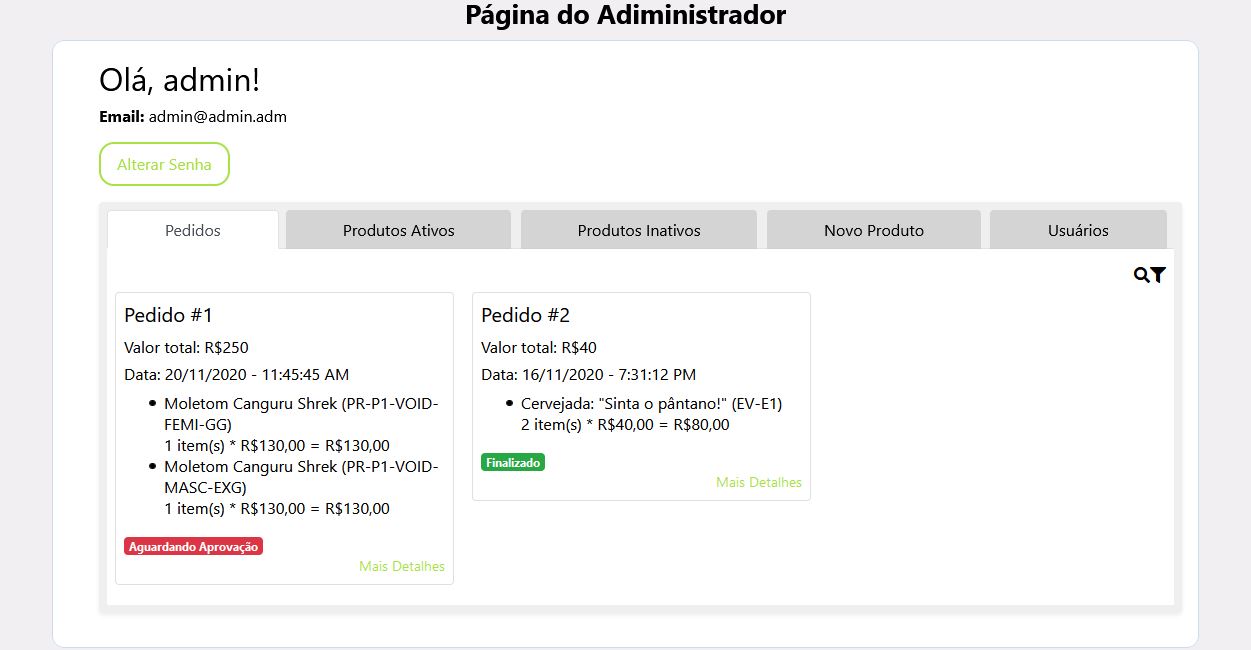 Página do Adiministrador
Olá, admin!
Email: admin@admin.adm
Alterar Senha
Pedidos
Produtos Ativos
Produtos Inativos
Novo Produto
Usuários
Pedido #1
Valor total: R$250
Data: 20/11/2020 - 11:45:45 AM
Moletom Canguru Shrek (PR-P1-VOID-
FEMI-GG)
1 item(s) * R$130,00 = R$130,00
Moletom Canguru Shrek (PR-P1-VOID-
MASC-EXG)
1 item(s) * R$130,00 = R$130,00
Aguardando Aprovação
Mais Detalhes
Pedido #2
Valor total: R$40
Data: 16/11/2020 - 7:31:12 PM
Cervejada: "Sinta o pântano!" (EV-E1)
2 item(s) * R$40,00 = R$80,00
Finalizado
Mais Detalhes